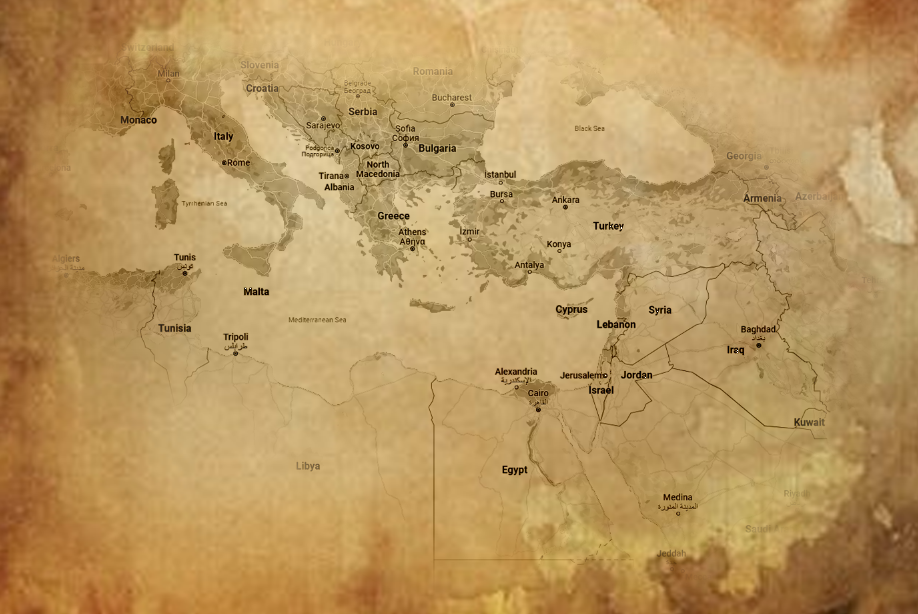 Slovenia
Milan
Croatia
Romania
Belgrade
Београд
Bucharest
Serbia
Monaco
Sarajevo
Italy
Sofia
София
Black Sea
Podgorica
Подгорица
Kosovo
Bulgaria
Rome
North
Macedonia
Georgia
Tirana
Albania
Istanbul
Bursa
Ankara
Armenia
Azerba
Tyrrhenian Sea
Greece
Athens
Αθήνα
Izmir
Turkey
Konya
Antalya
Algiers
Tunis
تونس
Malta
Mediterranean Sea
Cyprus
Syria
Lebanon
Tunisia
Tripoli
طرابلس
Baghdad
بغداد
Iraq
Alexandria
الإسكندرية
Jerusalem
Jordan
Israel
Cairo
القاهرة
Kuwait
Libya
Egypt
Medina
المدينة المنورة
Jeddah